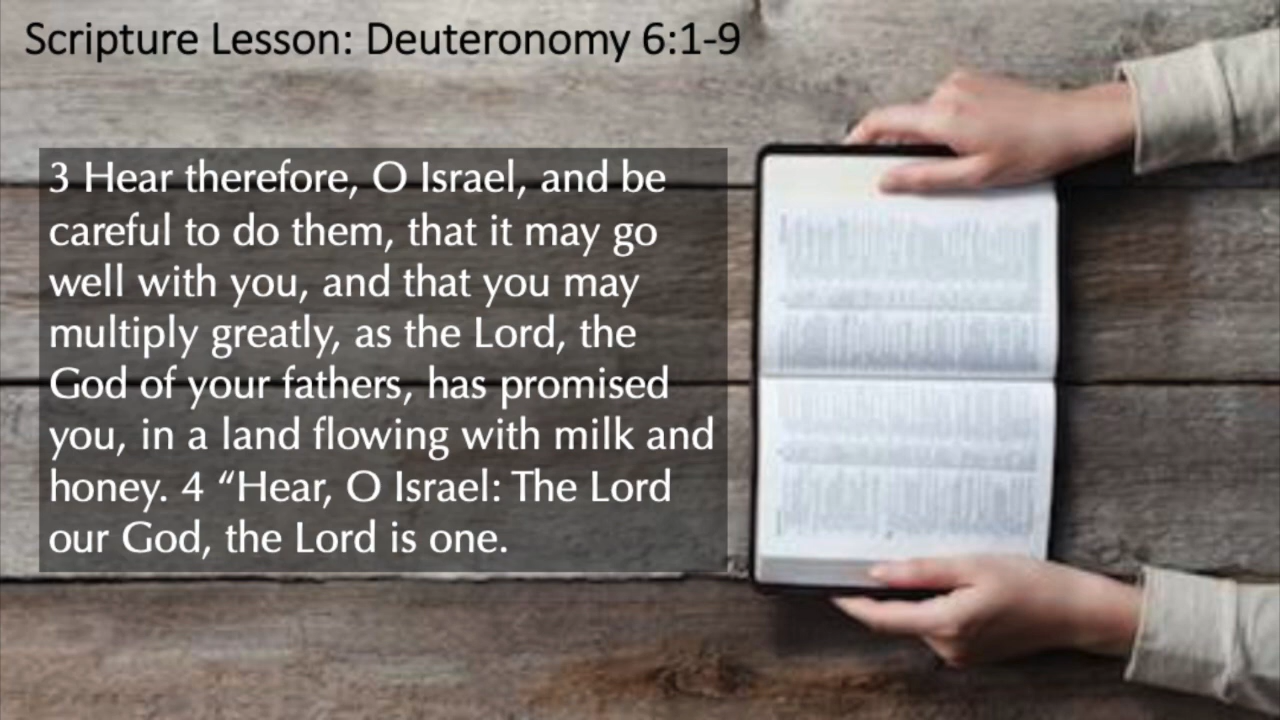 Scripture Lesson: Deuteronomy 6:1-9
3 Hear therefore, O Israel, and be
careful to do them, that it may go
well with you, and that you may
multiply greatly, as the Lord, the
God of your fathers, has promised
you, in a land flowing with milk and
honey. 4 “Hear, O Israel: The Lord
our God, the Lord is one.